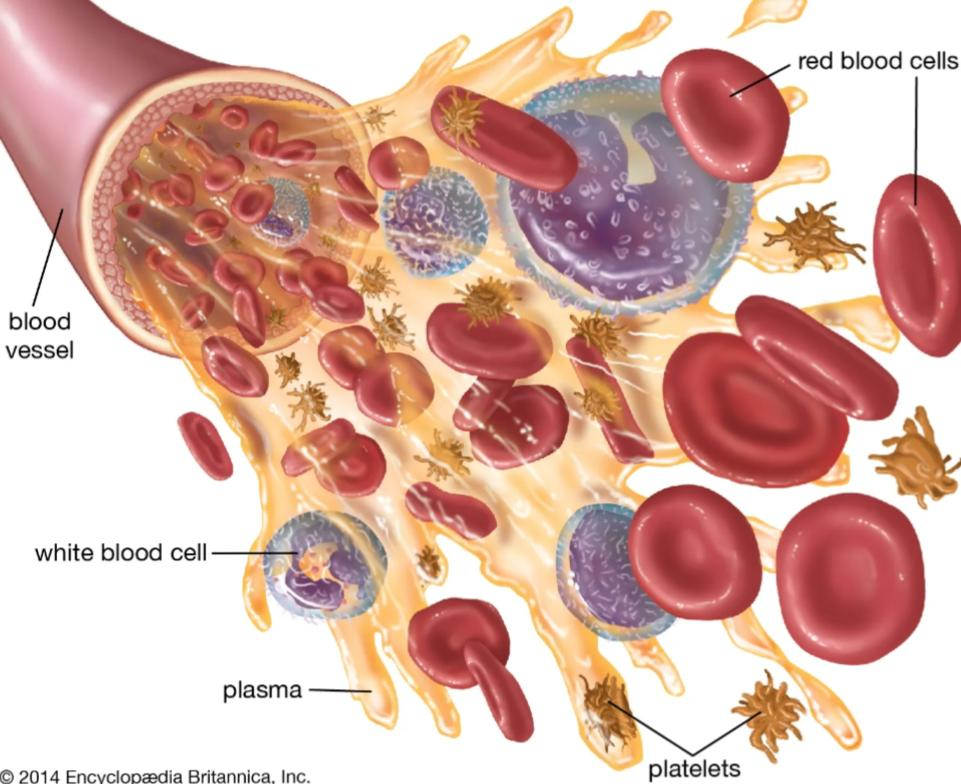 red blood cells
blood
vessel
white blood cell
plasma
platelets
© 2014 Encyclopædia Britannica, Inc.